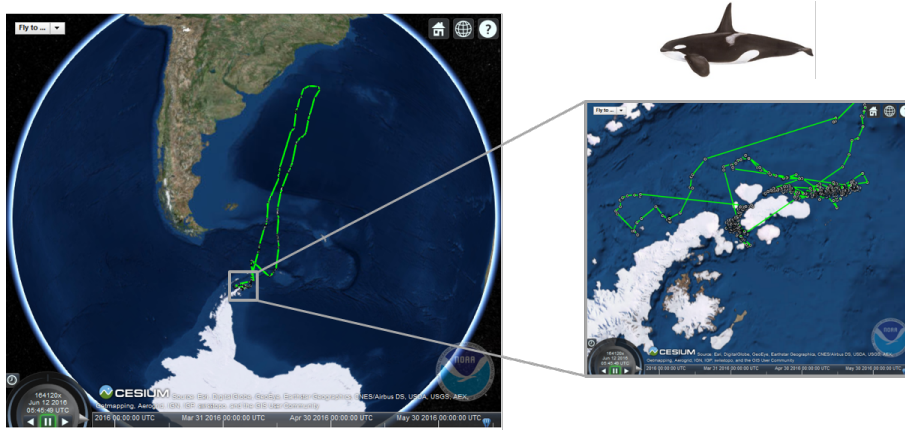 Fly to ...
?
NOAA
164120x
Jun 12 2016
05:45:49 UTC
CESIUM
Source: Esri, DigitalGlobe, GeoEye, Earthstar Geographics, CNES/Airbus DS, USDA, USGS, AEX,
Getmapping, Aerogrid, IGN, IGP, swisstopo, and the GIS User Community
2016 00:00:00 UTC
Mar 31 2016 00:00:00 UTC
Apr 30 2016 00:00:00 UTC
May 30 2016 00:00:00 UTC
Fly to ...
?
NOAA
164120x
Jun 12 2016
CESIUM
Source: Esri, DigitalGlobe, GeoEye, Earthstar Geographics, CNES/Airbus DS, USDA, USGS, AEX,
Getmapping, Aerogrid, IGN, IGP, swisstopo, and the GIS User Community
2016 00:00:00 UTC
Mar 31 2016 00:00:00 UTC
Apr 30 2016 00:00:00 UTC
May 30 2016 00:00:00 UTC